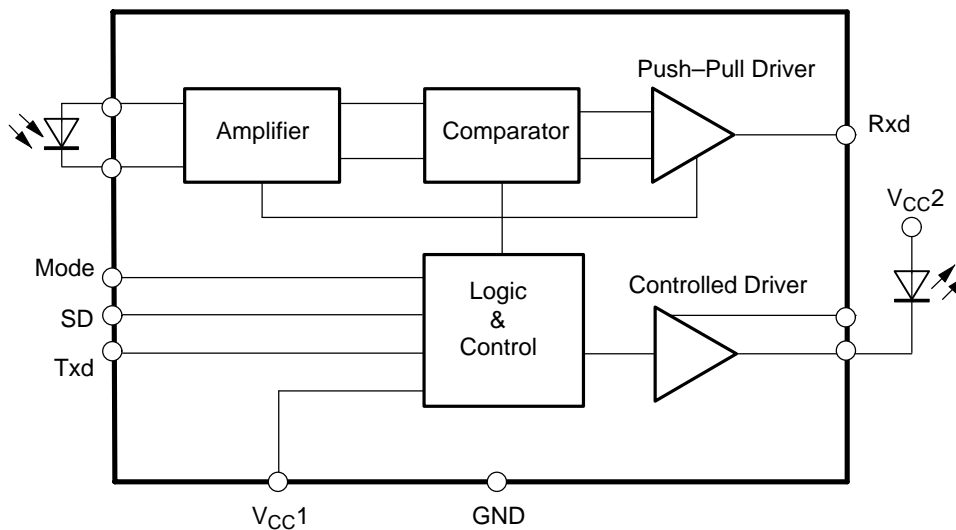 Push–Pull Driver
Amplifier
Comparator
Rxd
VCC2
Mode
SD
Txd
Logic
&
Control
Controlled Driver
VCC1
GND